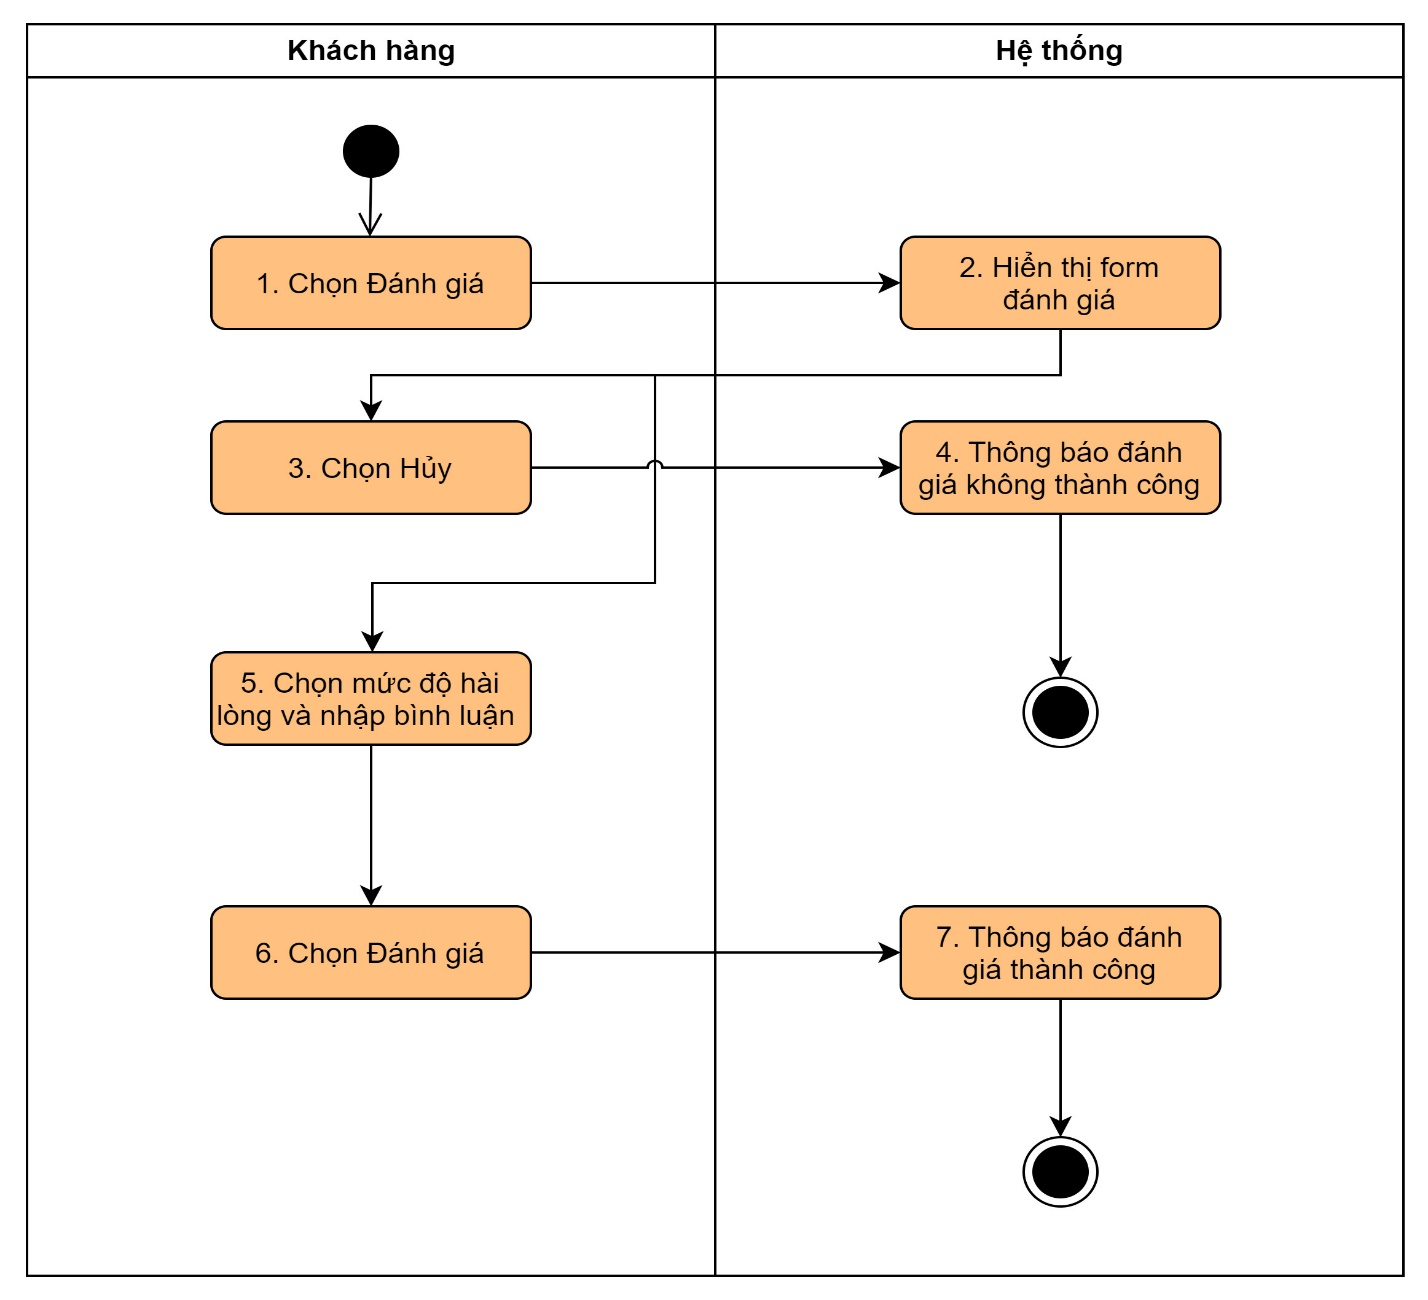 Khách hàng
Hệ thống
1. Chọn Đánh giá
2. Hiển thị form
đánh giá
3. Chọn Hủy
4. Thông báo đánh
giá không thành công
5. Chọn mức độ hài
lòng và nhập bình luận
6. Chọn Đánh giá
7. Thông báo đánh
giá thành công